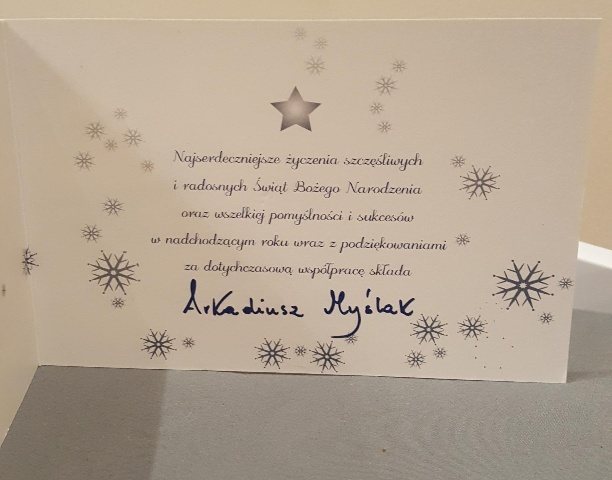 Najserdeczniejsze życzenia szczęśliwych
i radosnych Świąt Bożego Narodzenia
oraz wszelkiej pomyślności i sukcesów
w nadchodzącym roku wraz z podziękowaniami
za dotychczasową współpracę składa
Arkadiusz Myślak